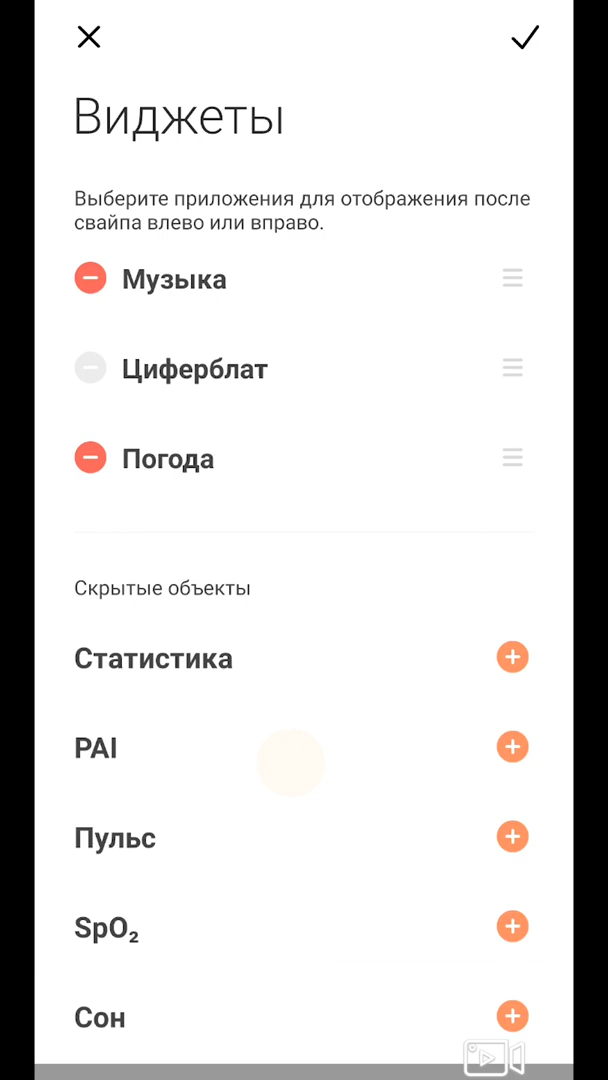 Виджеты
Выберите приложения для отображения после
свайпа влево или вправо.
Музыка
Циферблат
Погода
Скрытые объекты
Статистика
PAI
Пульс
SpO₂
Сон